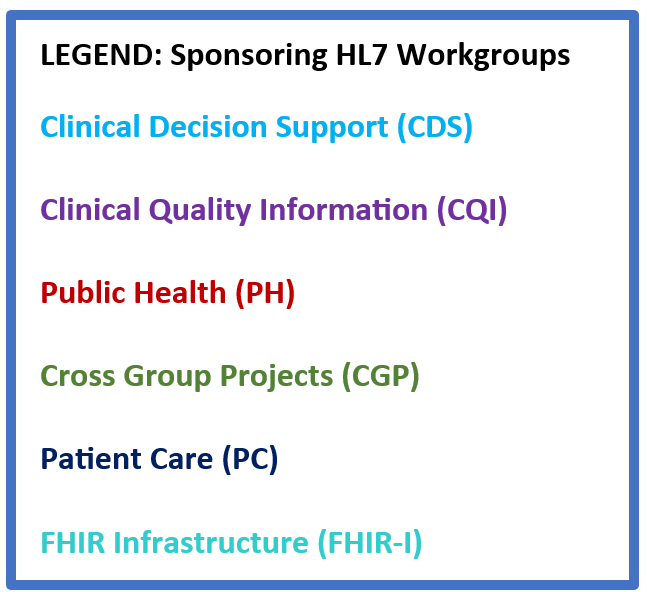 LEGEND: Sponsoring HL7 Workgroups
Clinical Decision Support (CDS)
Clinical Quality Information (CQI)
Public Health (PH)
Cross Group Projects (CGP)
Patient Care (PC)
FHIR Infrastructure (FHIR-I)